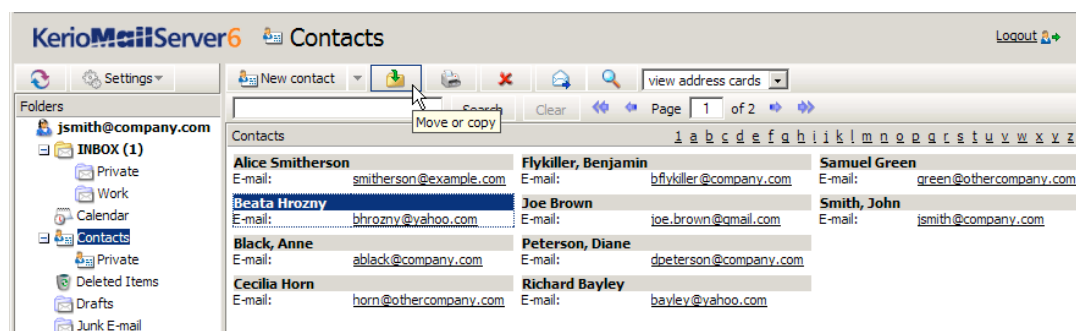 KerioMailServer6 Contacts Logout
Settings New contact view address cards
Folders Search Clear Page 1 of 2
Move or copy
jsmith@company.com
Contacts 1 a b c d e f g h i j k l m n o p q r s t u v w x y z
INBOX (1)
Private
Work
Calendar
Contacts
Private
Deleted Items
Drafts
Junk E-mail
Alice Smitherson
E-mail: smitherson@example.com
Beata Hrozny
E-mail: bhrozny@yahoo.com
Black, Anne
E-mail: ablack@company.com
Cecilia Horn
E-mail: horn@othercompany.com
Flykiller, Benjamin
E-mail: bflykiller@company.com
Joe Brown
E-mail: joe.brown@gmail.com
Peterson, Diane
E-mail: dpeterson@company.com
Richard Bayley
E-mail: bayley@yahoo.com
Samuel Green
E-mail: green@othercompany.com
Smith, John
E-mail: jsmith@company.com